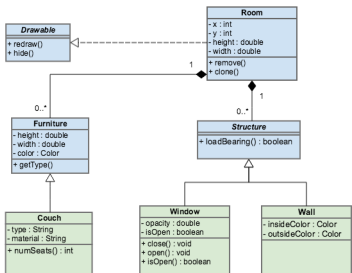 Room
- x : int
- y : int
- height : double
- width : double
+ remove()
+ clone()
Drawable
+ redraw()
+ hide()
1
1
0..*
0..*
Furniture
- height : double
- width : double
- color : Color
+ getType()
Structure
+ loadBearing() : boolean
Couch
- type : String
- material : String
+ numSeats() : int
Window
- opacity : double
- isOpen : boolean
+ close() : void
+ open() : void
+ isOpen() : boolean
Wall
- insideColor : Color
- outsideColor : Color